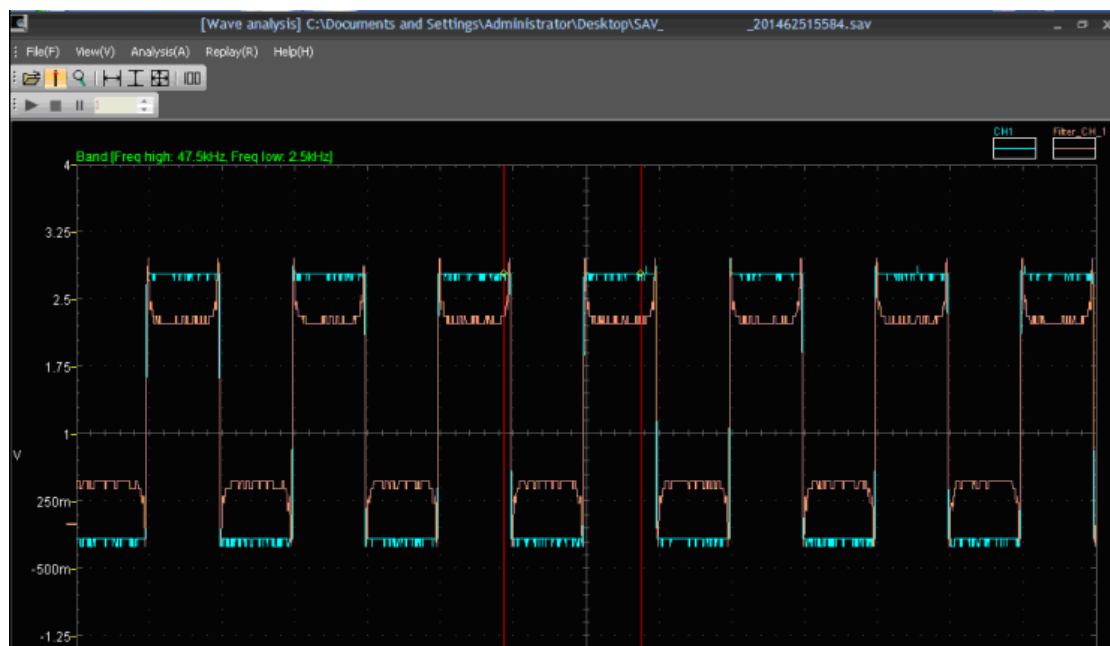 [Wave analysis] C:\Documents and Settings\Administrator\Desktop\SAV_ _201462515584.sav
File(F) View(V) Analysis(A) Replay(R) Help(H)
1
CH1 Filter_CH_1
Band [Freq high: 47.5kHz, Freq low: 2.5kHz]
4
3.25
2.5
1.75
1
V
250m
-500m
-1.25